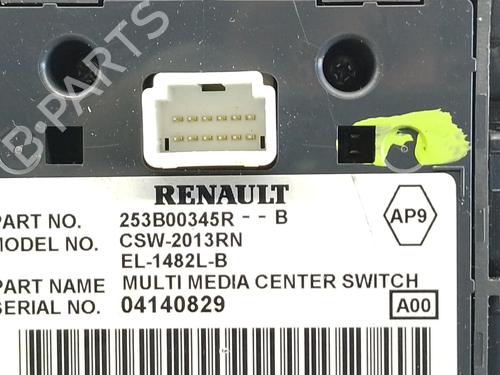 B-PARTS
RENAULT
PART NO. 253B00345R - - B
MODEL NO. CSW-2013RN
EL-1482L-B
PART NAME MULTI MEDIA CENTER SWITCH
SERIAL NO. 04140829
AP9
A00